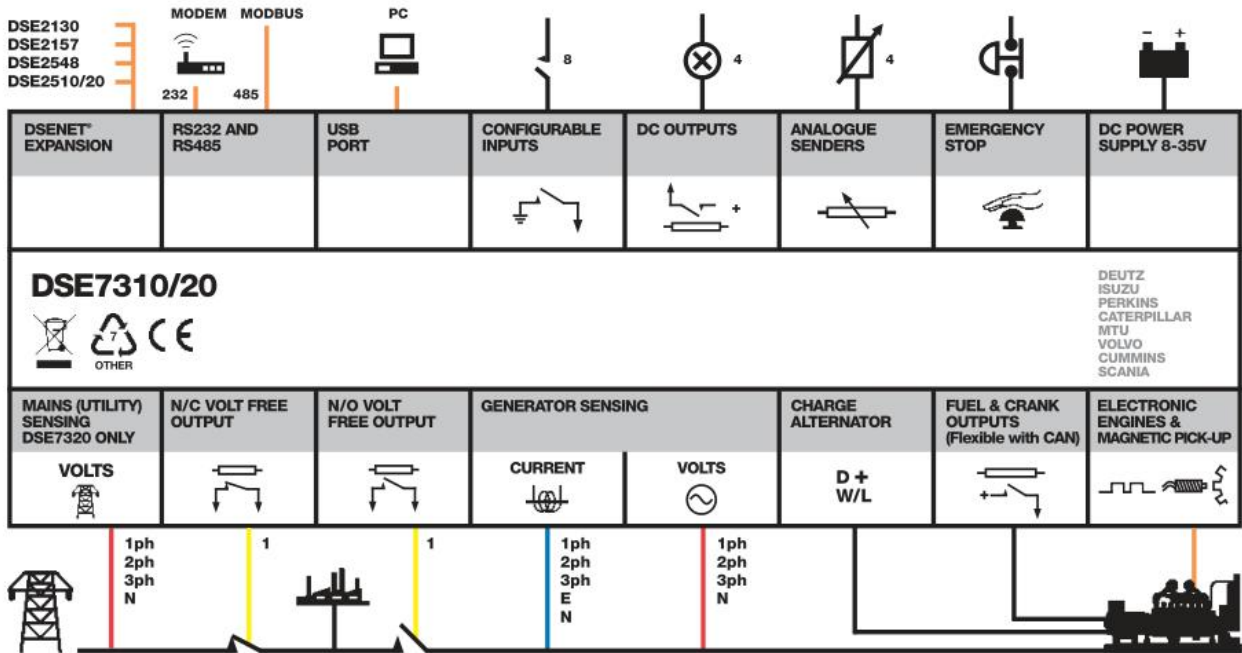 DSE2130
DSE2157
DSE2548
DSE2510/20
MODEM
MODBUS
PC
232
485
8
4
4
- +
DSENET®
EXPANSION
RS232 AND
RS485
USB
PORT
CONFIGURABLE
INPUTS
DC OUTPUTS
ANALOGUE
SENDERS
EMERGENCY
STOP
DC POWER
SUPPLY 8-35V
+
DSE7310/20
7
OTHER
CE
DEUTZ
ISUZU
PERKINS
CATERPILLAR
MTU
VOLVO
CUMMINS
SCANIA
MAINS (UTILITY)
SENSING
DSE7320 ONLY
VOLTS
N/C VOLT FREE
OUTPUT
N/O VOLT
FREE OUTPUT
GENERATOR SENSING
CURRENT
VOLTS
CHARGE
ALTERNATOR
D +
W/L
FUEL & CRANK
OUTPUTS
(Flexible with CAN)
+
ELECTRONIC
ENGINES &
MAGNETIC PICK-UP
1ph
2ph
3ph
N
1
1
1ph
2ph
3ph
E
N
1ph
2ph
3ph
N